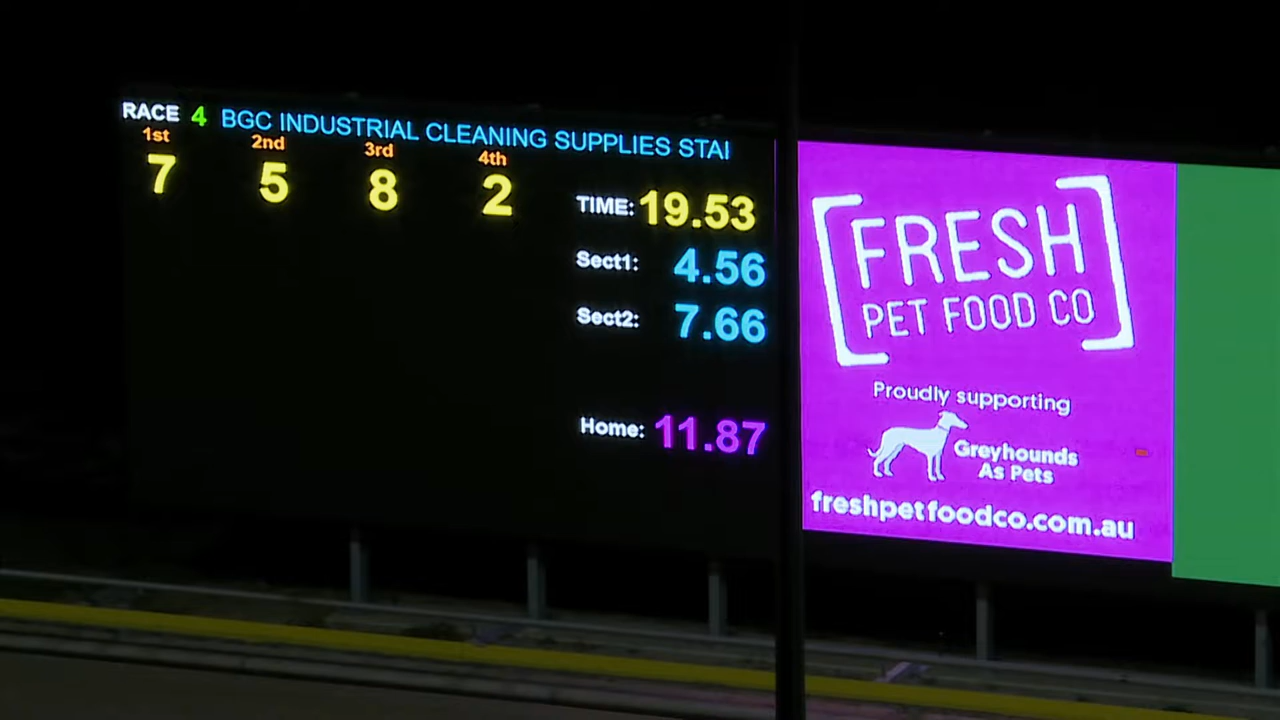 RACE 4 BGC INDUSTRIAL CLEANING SUPPLIES STAI
1st 2nd 3rd 4th
7 5 8 2
TIME: 19.53
Sect1: 4.56
Sect2: 7.66
Home: 11.87
FRESH
PET FOOD CO
Proudly supporting
Greyhounds
As Pets
freshpetfoodco.com.au